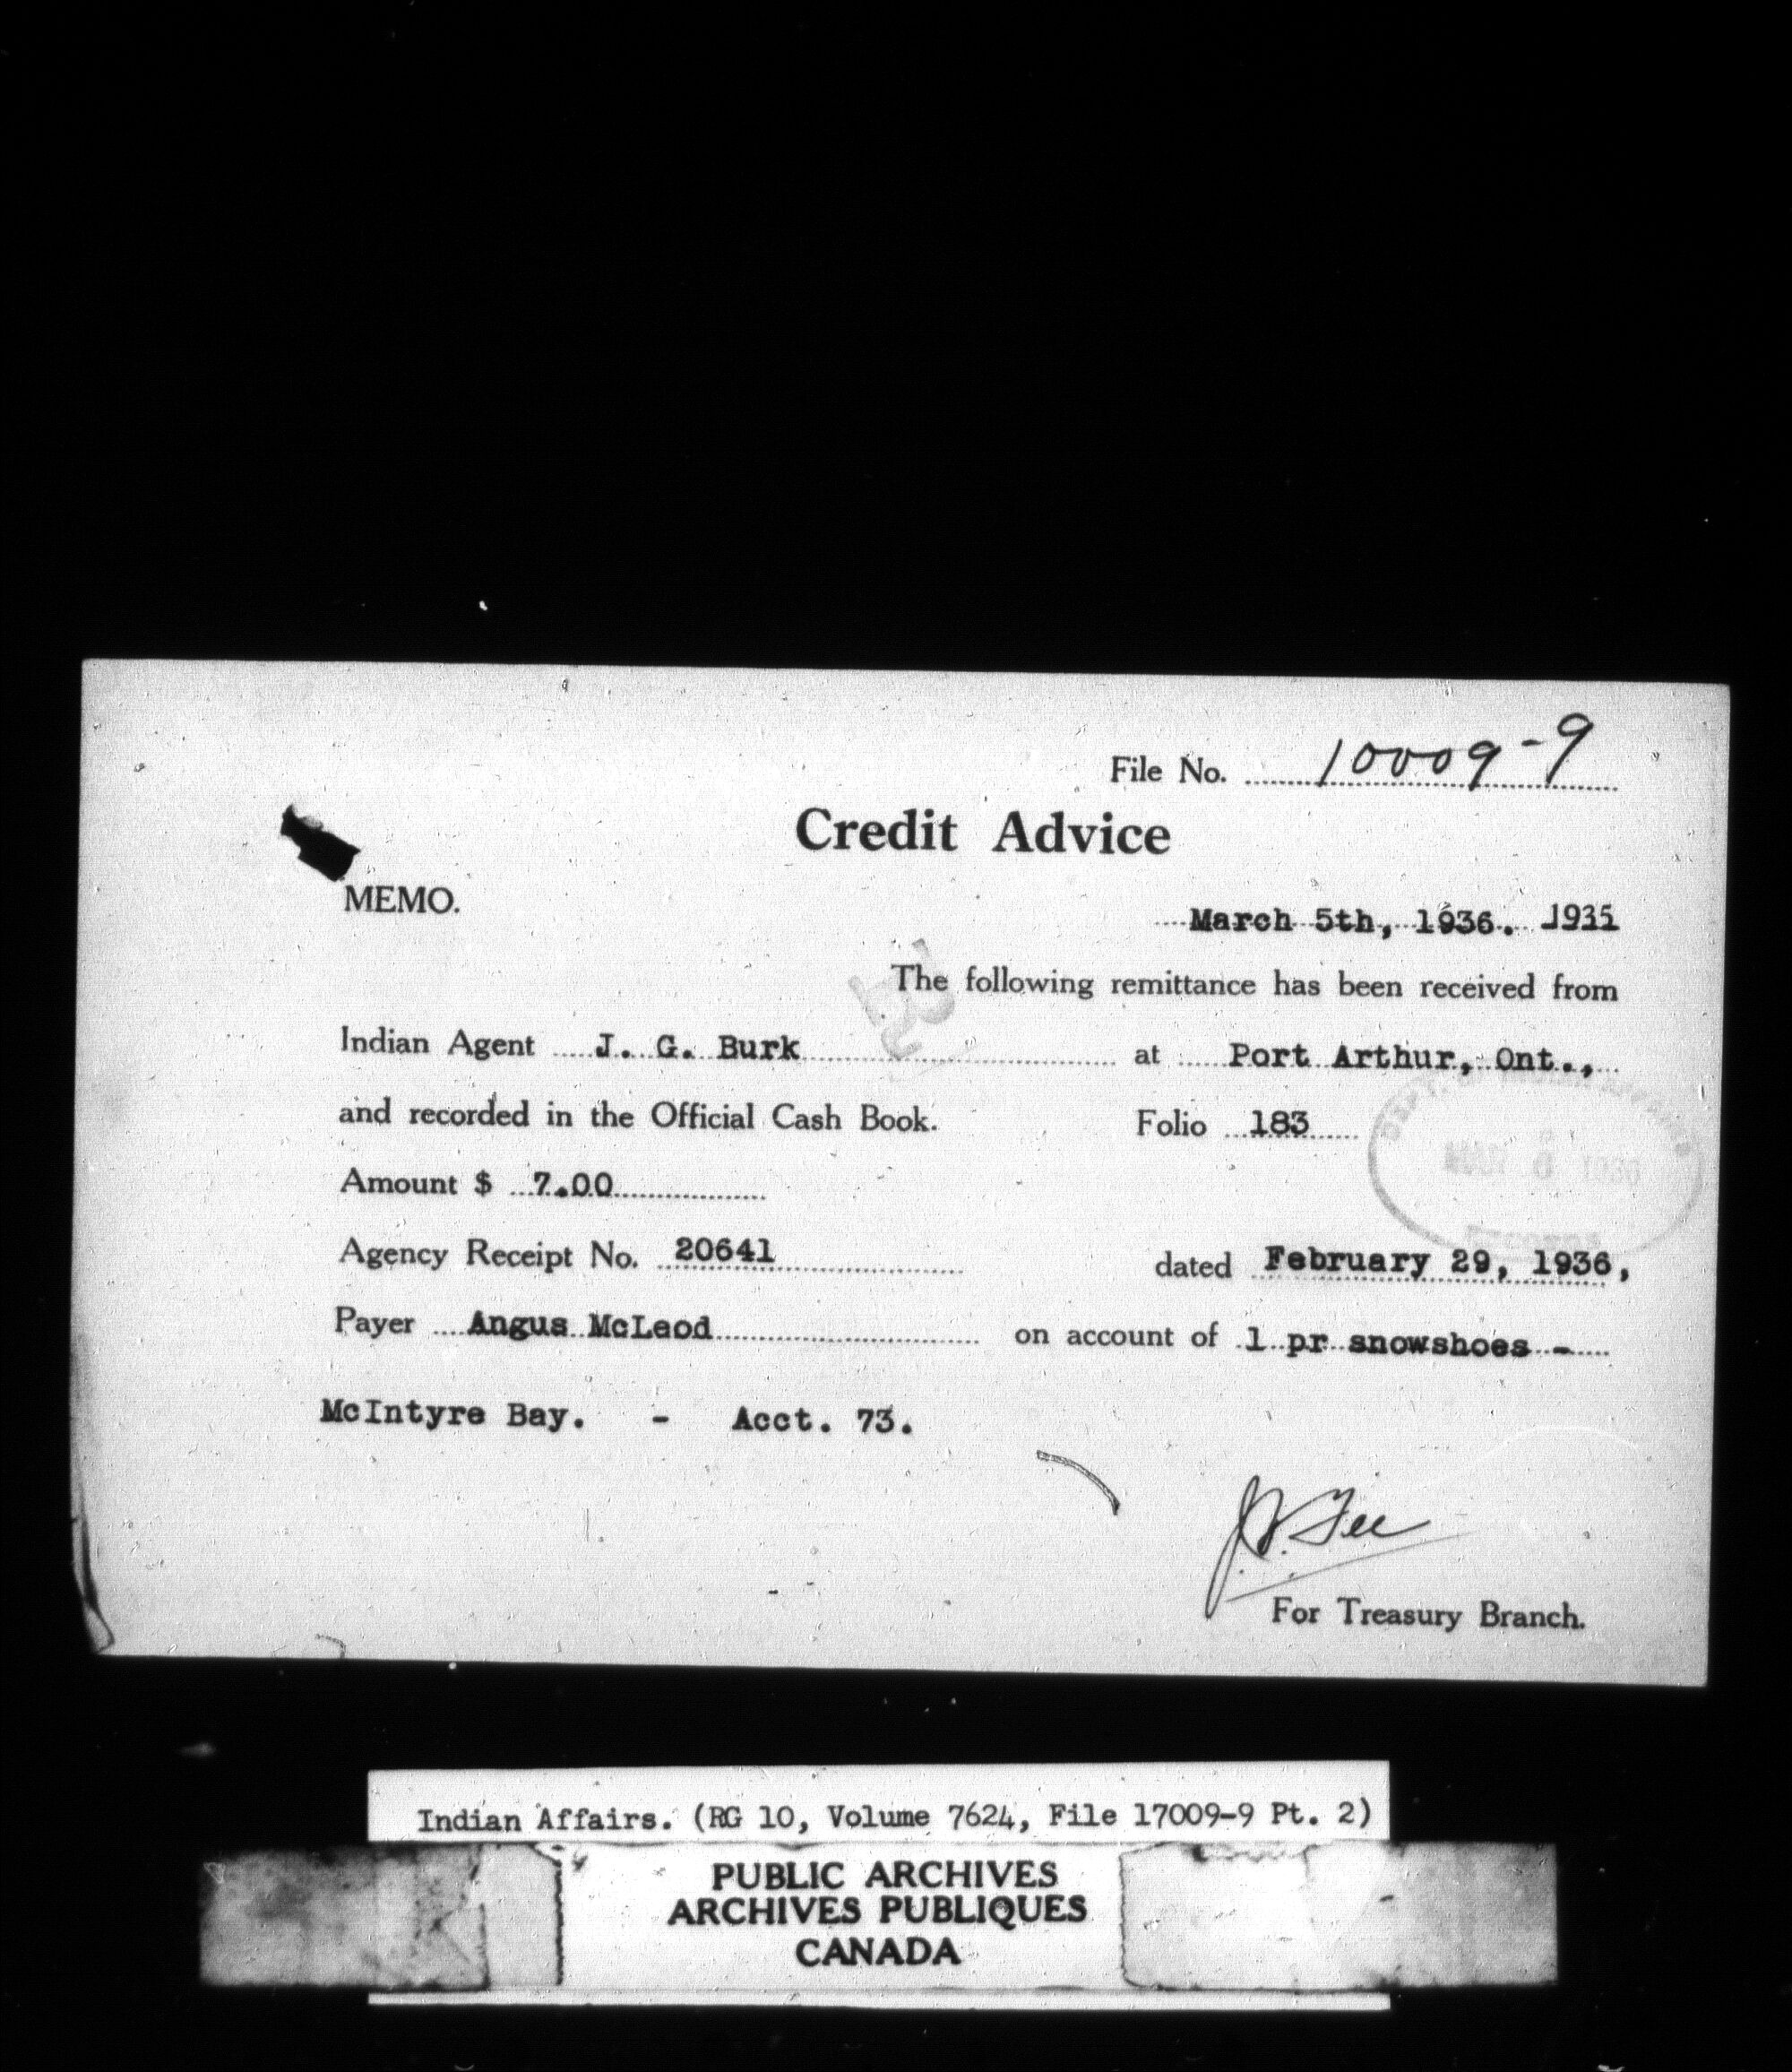 File No. 10009-9
Credit Advice
MEMO.
March 5th, 1936. 1935
The following remittance has been received from
Indian Agent J. G. Burk at Port Arthur, Ont.,
and recorded in the Official Cash Book. Folio 183
Amount $ 7.00
Agency Receipt No. 20641 dated February 29, 1936,
Payer Angus McLeod on account of 1 pr snowshoes -
McIntyre Bay. - Acct. 73.
For Treasury Branch.
Indian Affairs. (RG 10, Volume 7624, File 17009-9 Pt. 2)
PUBLIC ARCHIVES
ARCHIVES PUBLIQUES
CANADA